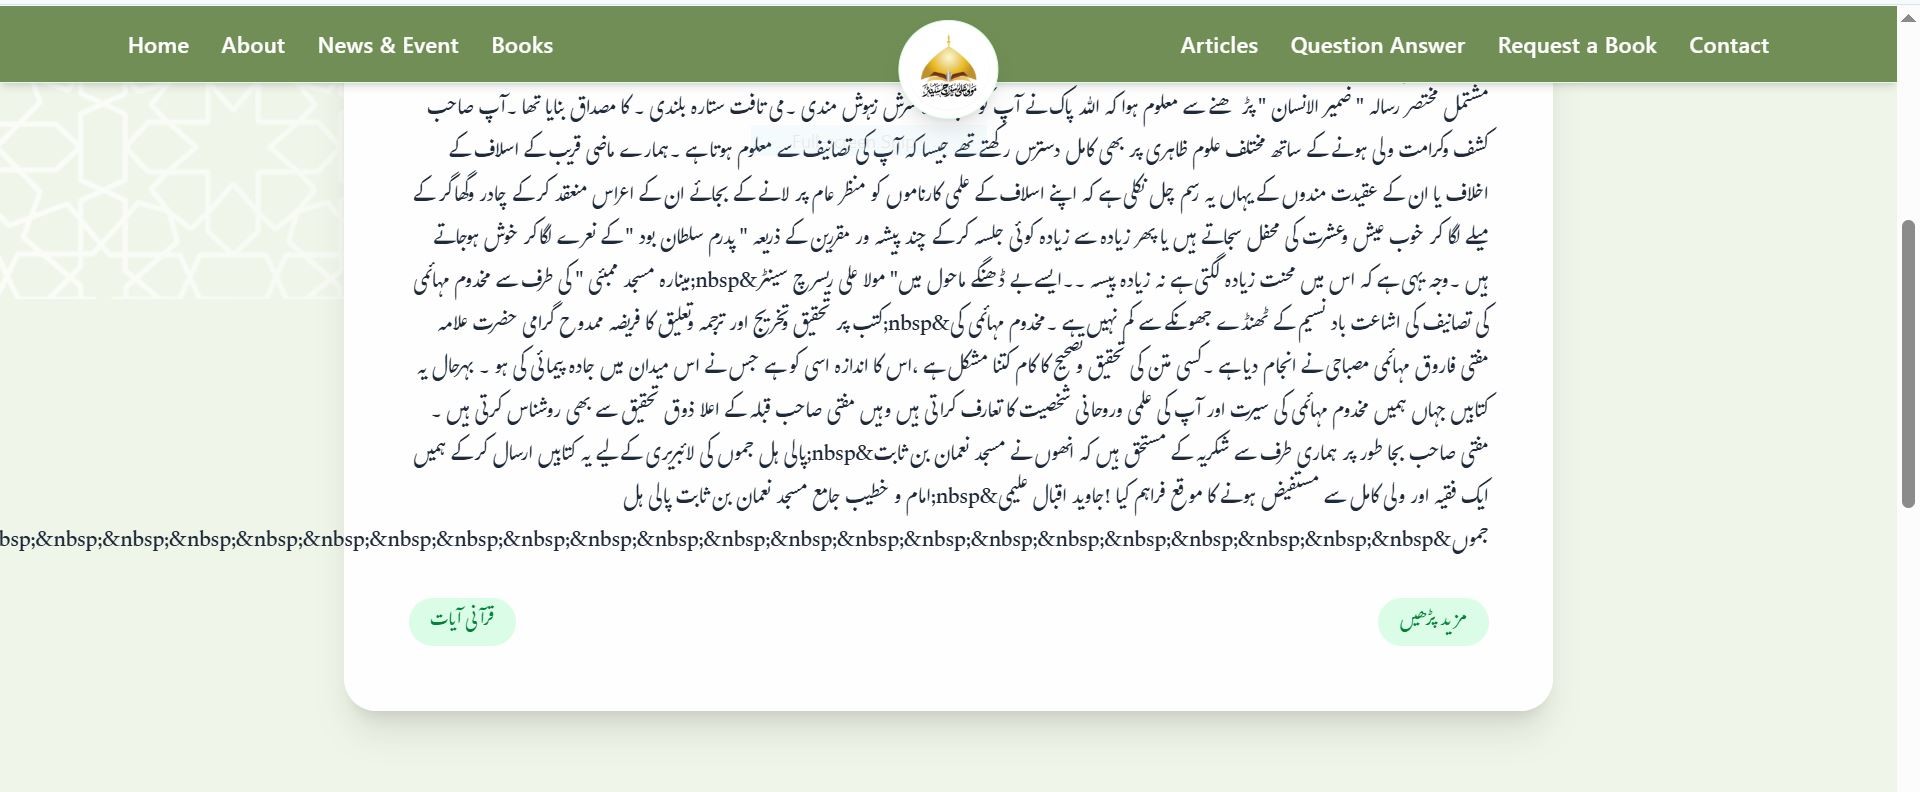 Home About News & Event Books Articles Question Answer Request a Book Contact
مشتمل مختصر رسالہ " ضمیر الانسان " پڑھنے سے معلوم ہوا کہ اللہ پاک نے آپ کو زہوش مندی ۔ می تافت ستارہ بلندی ۔ کا مصداق بنایا تھا ۔ آپ صاحب
کشف وکرامت ولی ہونے کے ساتھ مختلف علوم ظاہری پر بھی کامل دسترس رکھتے تھے جیسا کہ آپ کی تصانیف سے معلوم ہوتاہے ۔ ہمارے ماضی قریب کے اسلاف کے
اخلاف یا ان کے عقیدت مندوں کے یہاں یہ رسم چل نکلی ہے کہ اپنے اسلاف کے علمی کارناموں کو منظر عام پر لانے کے بجائے ان کے اعراس منعقد کرکے چادر وگھاگر کے
میلے لگا کر خوب عیش وعشرت کی محفل سجاتے ہیں یا پھر زیادہ سے زیادہ کوئی جلسہ کرکے چند پیشہ ور مقررین کے ذریعہ " پدرم سلطان بود " کے نعرے لگاکر خوش ہوجاتے
ہیں ۔ وجہ یہی ہے کہ اس میں محنت زیادہ لگتی ہے نہ زیادہ پیسہ ۔۔ایسے بے ڈھنگے ماحول میں" مولا علی ریسرچ سینٹر&nbsp;مینارہ مسجد ممبئی " کی طرف سے مخدوم مہائمی
کی تصانیف کی اشاعت باد نسیم کے ٹھنڈے جھونکے سے کم نہیں ہے ۔ مخدوم مہائمی کی&nbsp;کتب پر تحقیق وتخریج اور ترجمہ وتعلیق کا فریضہ ممدوح گرامی حضرت علامہ
مفتی فاروق مہائمی مصباحی نے انجام دیاہے ۔ کسی متن کی تحقیق وتصحیح کا کام کتنا مشکل ہے ،اس کا اندازہ اسی کو ہے جس نے اس میدان میں جادہ پیمائی کی ہو ۔ بہرحال یہ
کتابیں جہاں ہمیں مخدوم مہائمی کی سیرت اور آپ کی علمی وروحانی شخصیت کا تعارف کراتی ہیں وہیں مفتی صاحب قبلہ کے اعلا ذوق تحقیق سے بھی روشناس کرتی ہیں ۔
مفتی صاحب بجا طور پر ہماری طرف سے شکریہ کے مستحق ہیں کہ انھوں نے مسجد نعمان بن ثابت&nbsp;پالی ہل جموں کی لائبریری کے لیے یہ کتابیں ارسال کرکے ہمیں
ایک فقیہ اور ولی کامل سے مستفیض ہونے کا موقع فراہم کیا !جاوید اقبال علیمی&nbsp;امام و خطیب جامع مسجد نعمان بن ثابت پالی ہل
جموں&nbsp;&nbsp;&nbsp;&nbsp;&nbsp;&nbsp;&nbsp;&nbsp;&nbsp;&nbsp;&nbsp;&nbsp;&nbsp;&nbsp;&nbsp;&nbsp;&nbsp;&nbsp;&nbsp;&nbsp;&nbsp;&nbsp;
مزید پڑھیں
قرآنی آیات